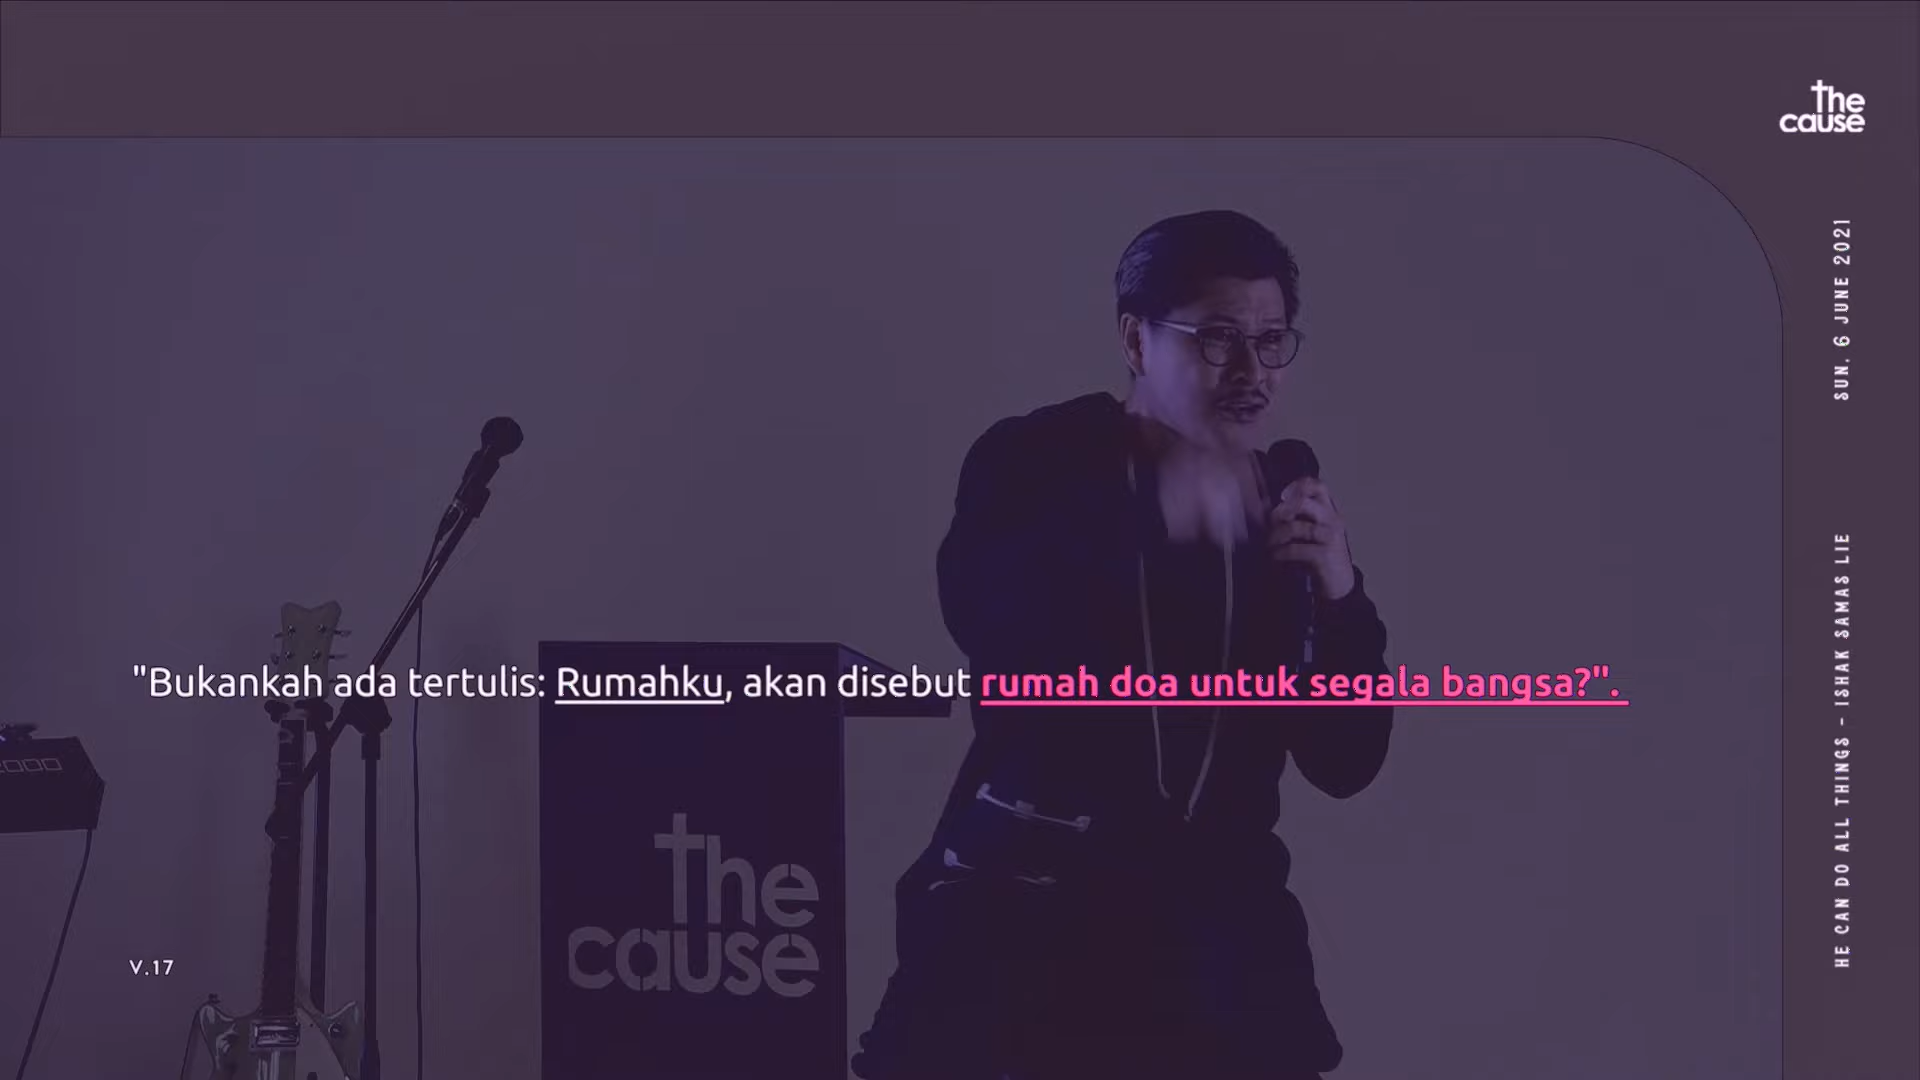 the
cause
SUN. 6 JUNE 2021
HE CAN DO ALL THINGS - ISHAK SAMAS LIE
"Bukankah ada tertulis: Rumahku, akan disebut rumah doa untuk segala bangsa?".
the
cause
V.17